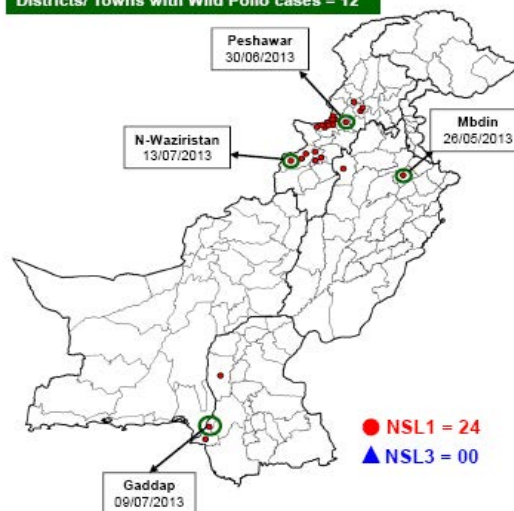 Districts/ Towns with Wild Polio cases = 12
Peshawar
30/06/2013
Mbdin
26/05/2013
N-Waziristan
13/07/2013
NSL1 = 24
NSL3 = 00
Gaddap
09/07/2013